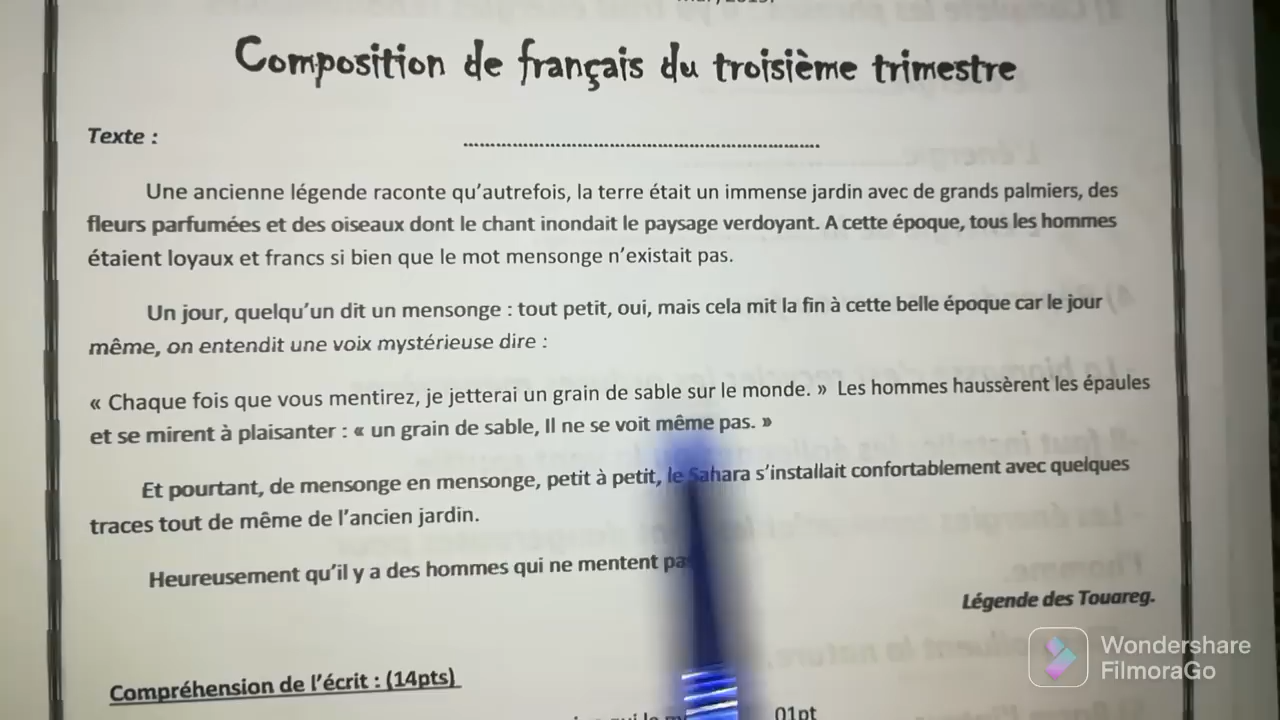 Composition de français du troisième trimestre
Texte : ........................................................................
Une ancienne légende raconte qu'autrefois, la terre était un immense jardin avec de grands palmiers, des
fleurs parfumées et des oiseaux dont le chant inondait le paysage verdoyant. A cette époque, tous les hommes
étaient loyaux et francs si bien que le mot mensonge n'existait pas.
Un jour, quelqu'un dit un mensonge : tout petit, oui, mais cela mit la fin à cette belle époque car le jour
même, on entendit une voix mystérieuse dire :
« Chaque fois que vous mentirez, je jetterai un grain de sable sur le monde. » Les hommes haussèrent les épaules
et se mirent à plaisanter : « un grain de sable, Il ne se voit même pas. »
Et pourtant, de mensonge en mensonge, petit à petit, le Sahara s'installait confortablement avec quelques
traces tout de même de l'ancien jardin.
Heureusement qu'il y a des hommes qui ne mentent pas
Légende des Touareg.
Compréhension de l'écrit : (14pts)
01pt
Wondershare
FilmoraGo